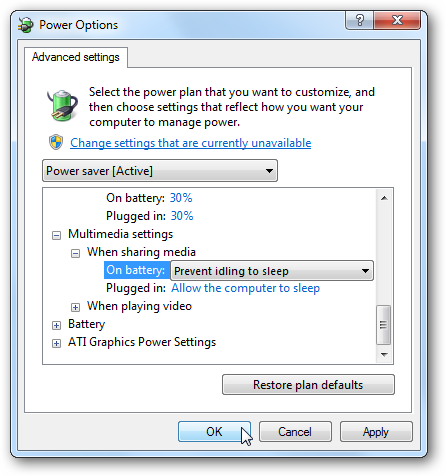 Power Options
Advanced settings
Select the power plan that you want to customize, and
then choose settings that reflect how you want your
computer to manage power.
Change settings that are currently unavailable
Power saver [Active]
On battery: 30%
Plugged in: 30%
Multimedia settings
When sharing media
On battery: Prevent idling to sleep
Plugged in: Allow the computer to sleep
When playing video
Battery
ATI Graphics Power Settings
Restore plan defaults
OK Cancel Apply